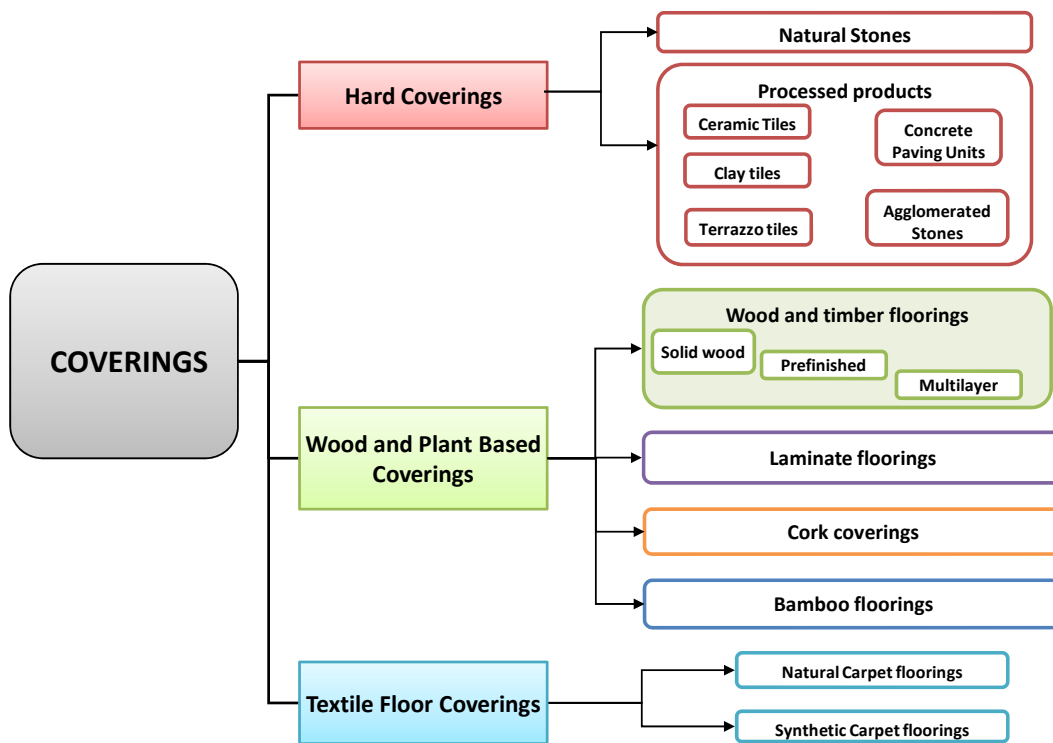 COVERINGS
Hard Coverings
Natural Stones
Processed products
Ceramic Tiles
Clay tiles
Terrazzo tiles
Concrete
Paving Units
Agglomerated
Stones
Wood and Plant Based
Coverings
Wood and timber floorings
Solid wood
Prefinished
Multilayer
Laminate floorings
Cork coverings
Bamboo floorings
Textile Floor Coverings
Natural Carpet floorings
Synthetic Carpet floorings